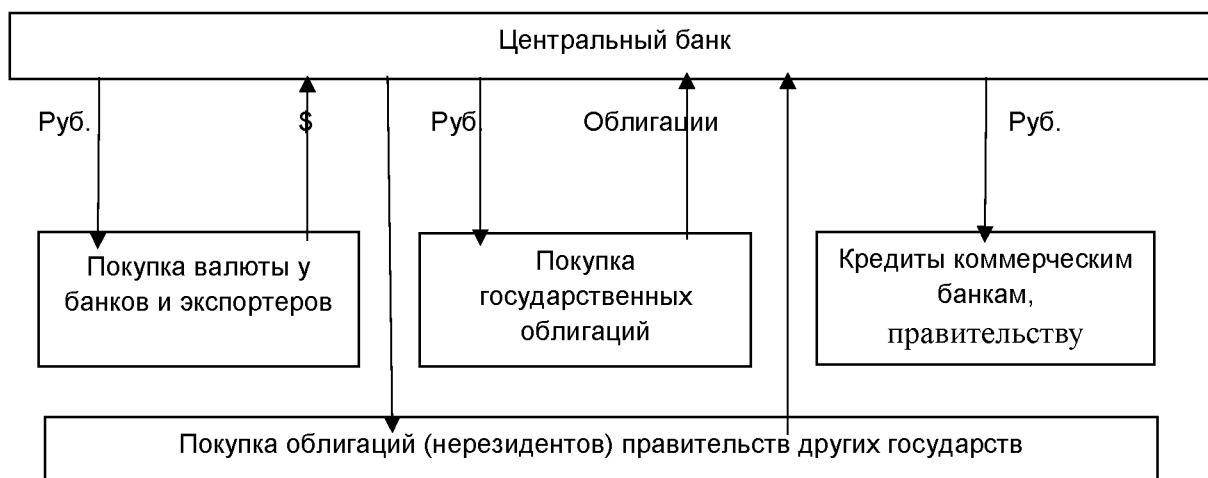 Центральный банк
Руб. $ Руб. Облигации Руб.
Покупка валюты у
банков и экспортеров
Покупка
государственных
облигаций
Кредиты коммерческим
банкам,
правительству
Покупка облигаций (нерезидентов) правительств других государств